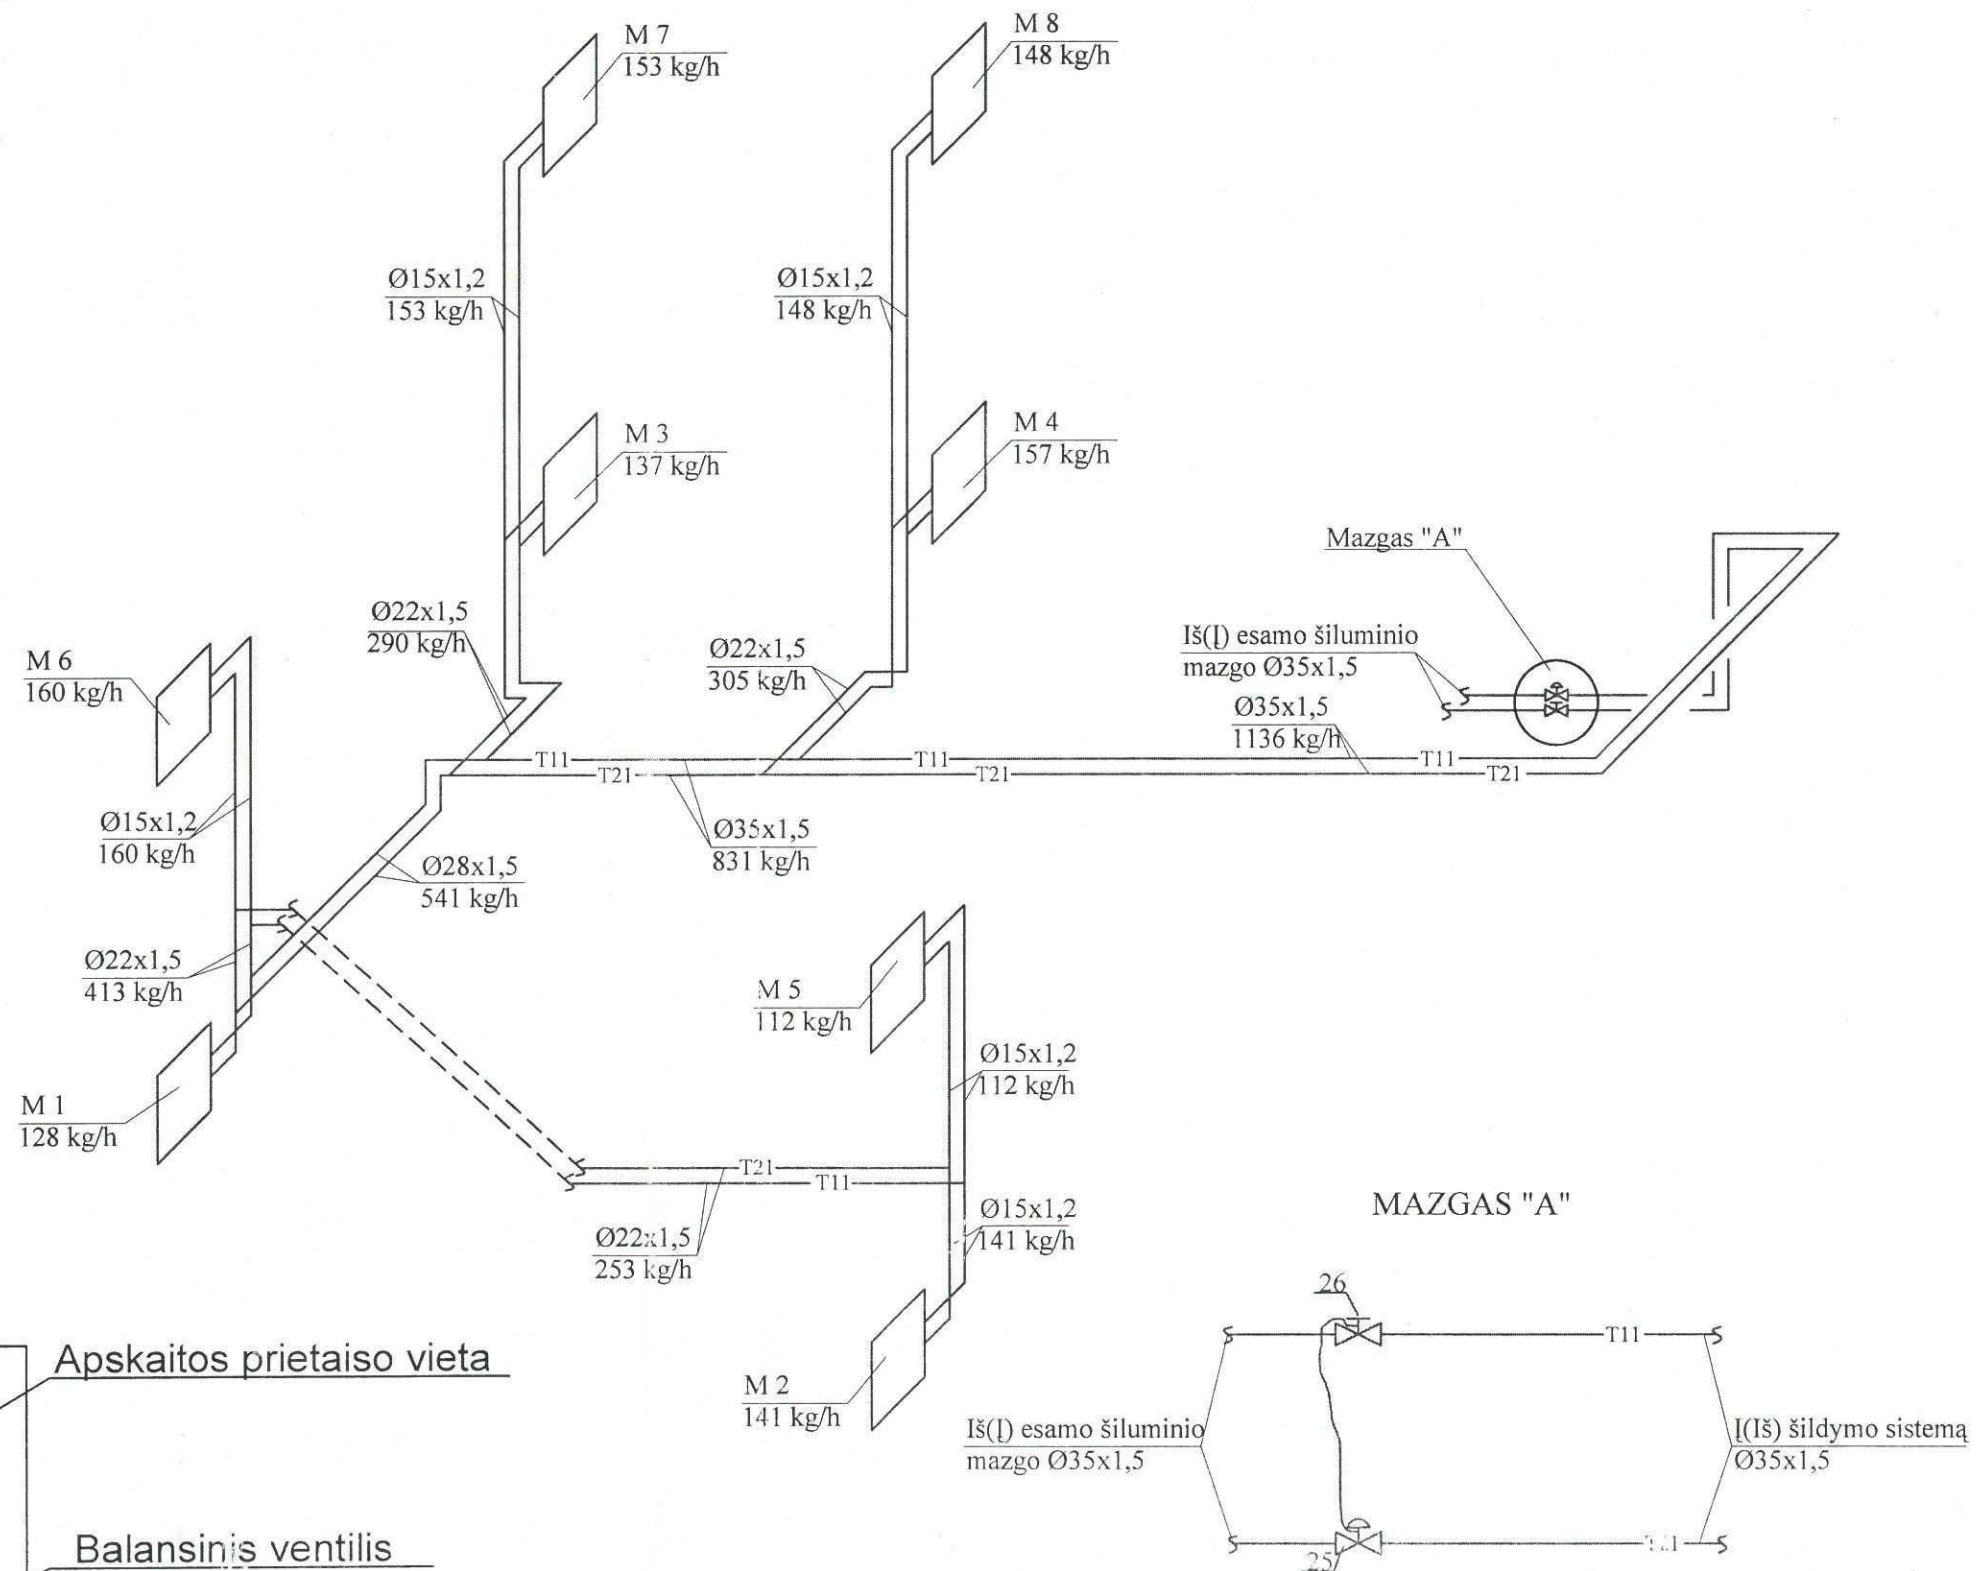 M 7
153 kg/h
M 8
148 kg/h
Ø15x1,2
153 kg/h
Ø15x1,2
148 kg/h
M 3
137 kg/h
M 4
157 kg/h
Mazgas "A"
Ø22x1,5
290 kg/h
Iš(Į) esamo šiluminio
mazgo Ø35x1,5
Ø22x1,5
305 kg/h
M 6
160 kg/h
Ø35x1,5
1136 kg/h
T11
T11
T11
T21
T21
T21
Ø15x1,2
160 kg/h
Ø35x1,5
831 kg/h
Ø28x1,5
541 kg/h
Ø22x1,5
413 kg/h
M 5
112 kg/h
Ø15x1,2
112 kg/h
M 1
128 kg/h
T21
T11
Ø15x1,2
141 kg/h
Ø22x1,5
253 kg/h
MAZGAS "A"
26
T11
Apskaitos prietaiso vieta
M 2
141 kg/h
Iš(Į) esamo šiluminio
mazgo Ø35x1,5
Į(Iš) šildymo sistemą
Ø35x1,5
Balansinis ventilis
25